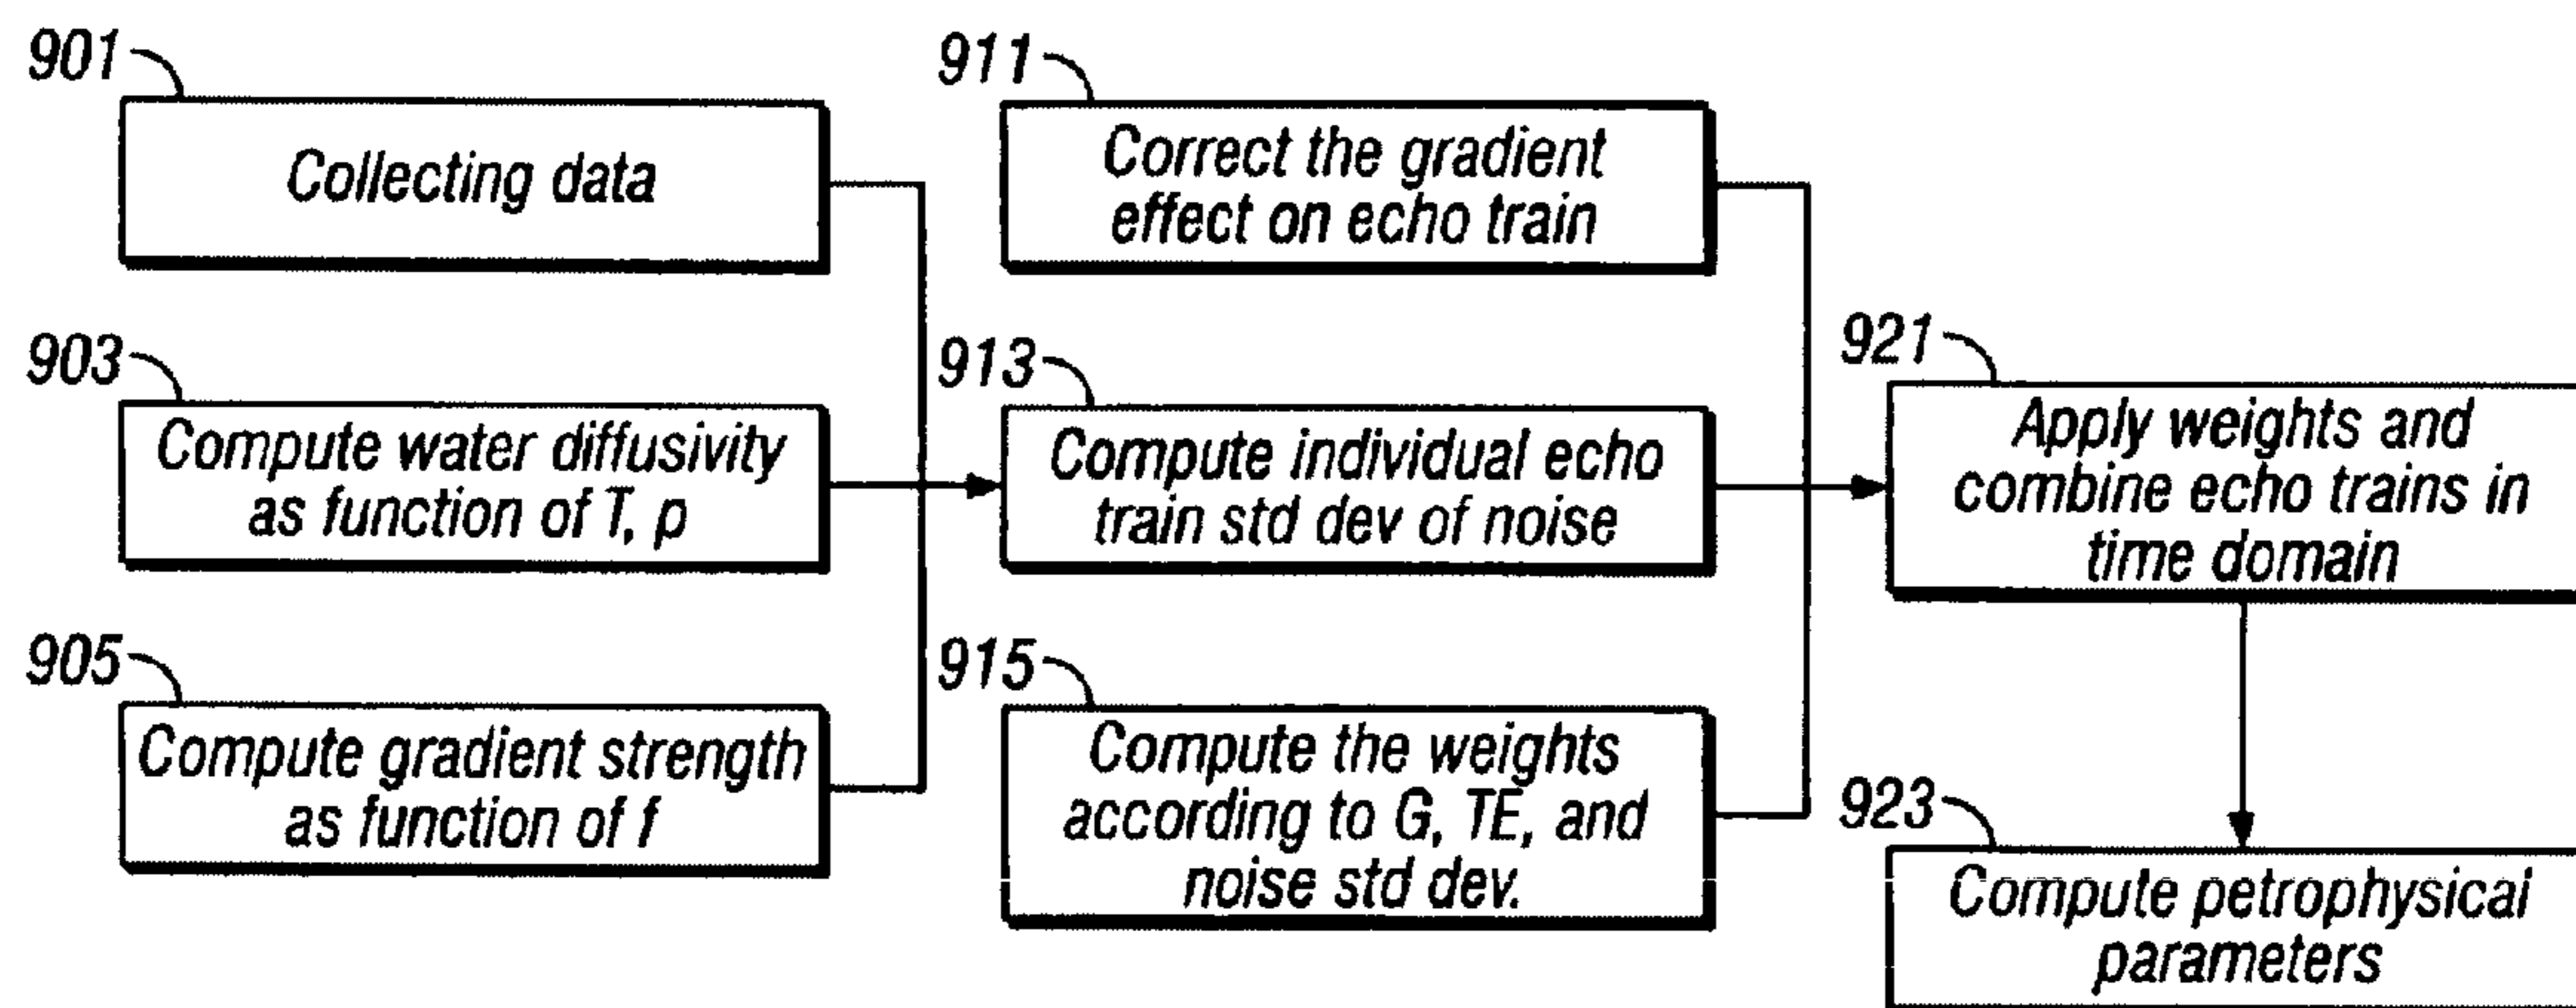 901
Collecting data
903
Compute water diffusivity
as function of T, p
905
Compute gradient strength
as function of f
911
Correct the gradient
effect on echo train
913
Compute individual echo
train std dev of noise
915
Compute the weights
according to G, TE, and
noise std dev.
921
Apply weights and
combine echo trains in
time domain
923
Compute petrophysical
parameters